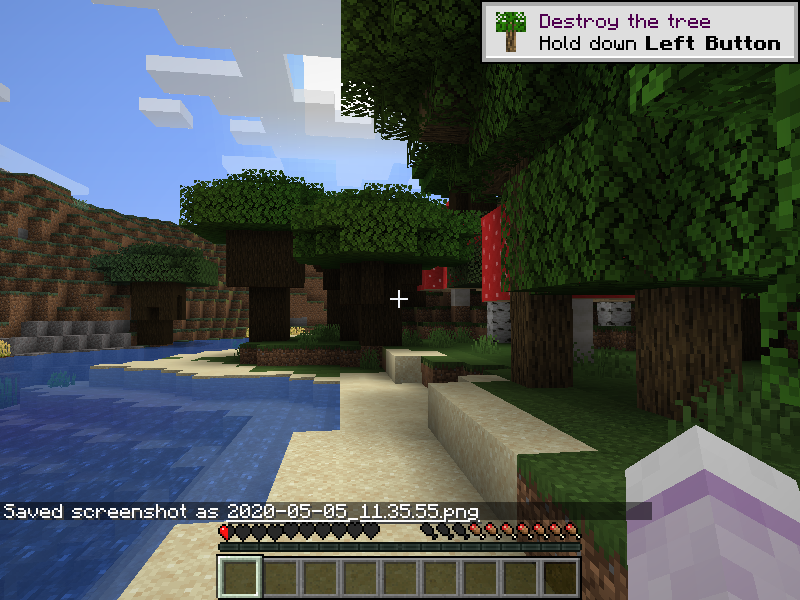 Destroy the tree
Hold down Left Button
Saved screenshot as 2020-05-05_11.35.55.png